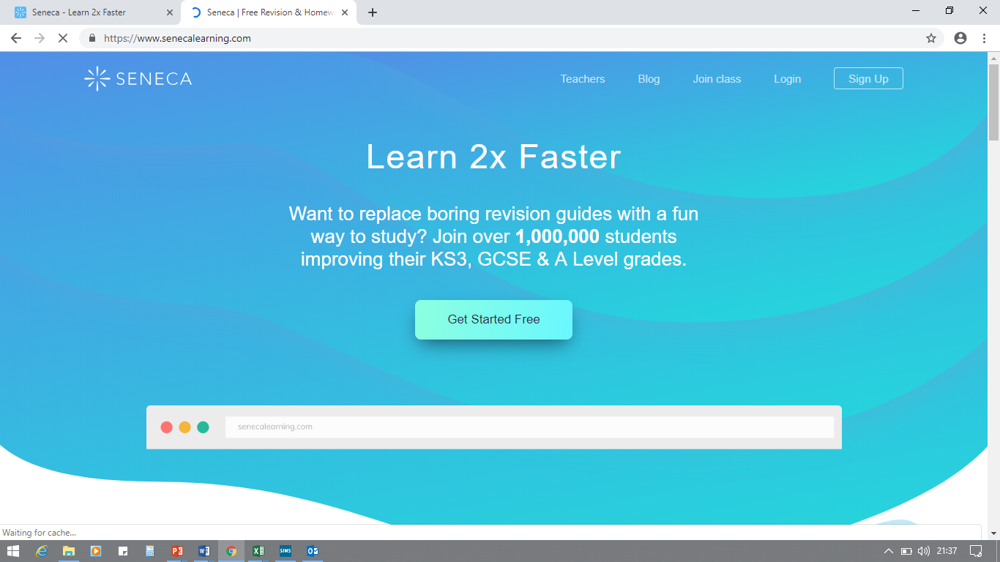 Seneca - Learn 2x Faster
Seneca | Free Revision & Homew
https://www.senecalearning.com
SENECA
Teachers
Blog
Join class
Login
Sign Up
Learn 2x Faster
Want to replace boring revision guides with a fun
way to study? Join over 1,000,000 students
improving their KS3, GCSE & A Level grades.
Get Started Free
senecalearning.com
Waiting for cache...
SIMS
21:37